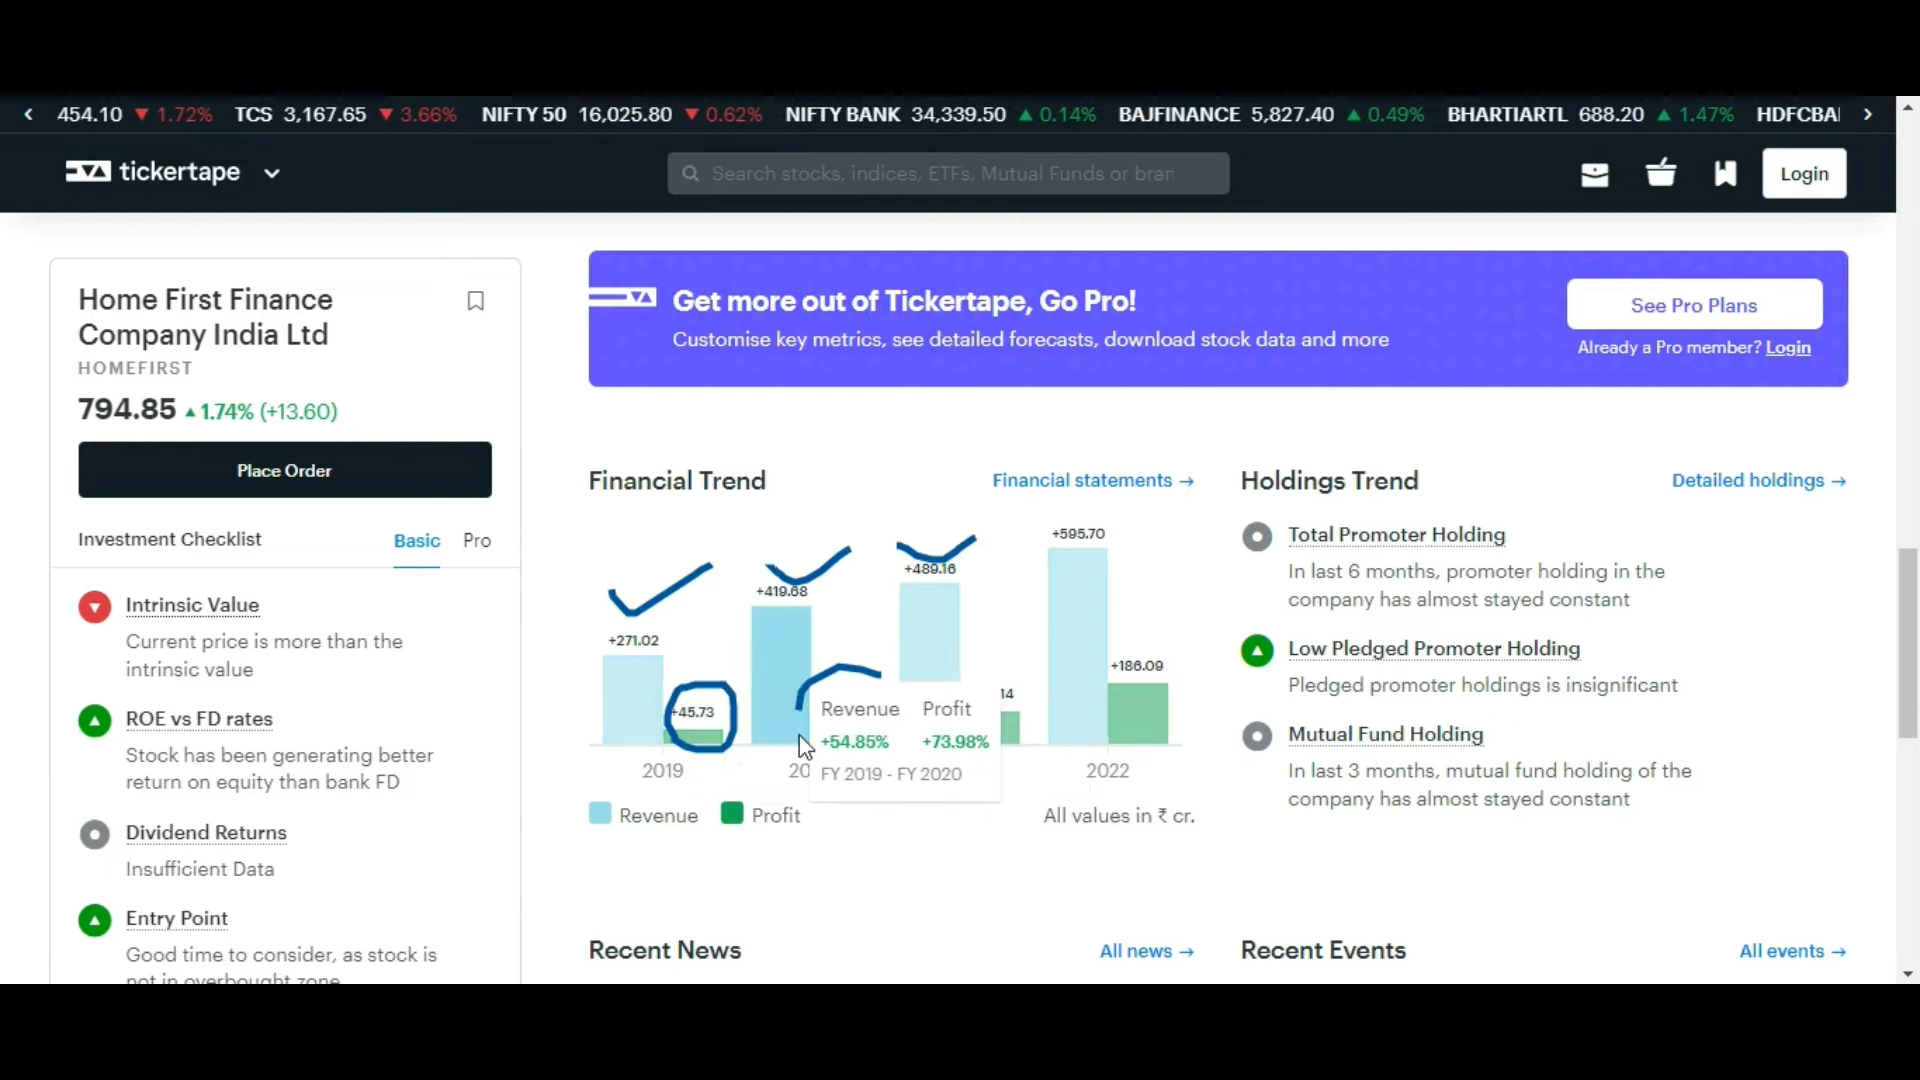 454.10 ▼ 1.72% TCS 3,167.65 ▼ 3.66% NIFTY 50 16,025.80 ▼ 0.62% NIFTY BANK 34,339.50 ▲ 0.14% BAJFINANCE 5,827.40 ▲ 0.49% BHARTIARTL 688.20 ▲ 1.47% HDFCBA
tickertape
Search stocks, indices, ETFs, Mutual Funds or bran
Login
Home First Finance
Company India Ltd
HOMEFIRST
794.85 ▲ 1.74% (+13.60)
Place Order
Investment Checklist Basic Pro
Intrinsic Value
Current price is more than the
intrinsic value
ROE vs FD rates
Stock has been generating better
return on equity than bank FD
Dividend Returns
Insufficient Data
Entry Point
Good time to consider, as stock is
not in overbought zone
Get more out of Tickertape, Go Pro!
Customise key metrics, see detailed forecasts, download stock data and more
See Pro Plans
Already a Pro member? Login
Financial Trend Financial statements →
+271.02
+45.73
+419.68
+489.16
14
+595.70
+186.09
Revenue Profit
+54.85% +73.98%
FY 2019 - FY 2020
2019 20 2022
Revenue Profit All values in ₹ cr.
Holdings Trend Detailed holdings →
Total Promoter Holding
In last 6 months, promoter holding in the
company has almost stayed constant
Low Pledged Promoter Holding
Pledged promoter holdings is insignificant
Mutual Fund Holding
In last 3 months, mutual fund holding of the
company has almost stayed constant
Recent News All news →
Recent Events All events →